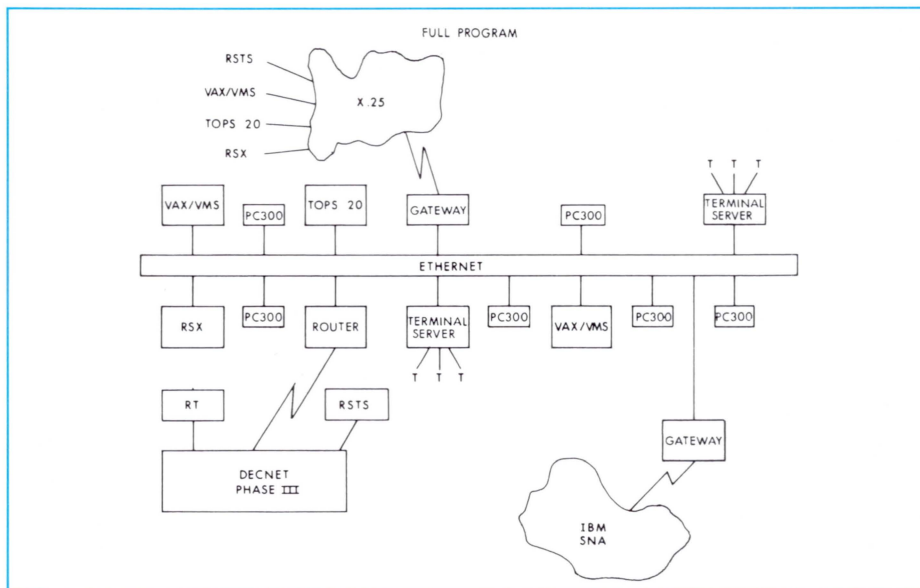 FULL PROGRAM
RSTS
VAX/VMS
TOPS 20
RSX
X.25
T T T
VAX/VMS
PC300
TOPS 20
GATEWAY
PC300
TERMINAL
SERVER
ETHERNET
RSX
PC300
ROUTER
TERMINAL
SERVER
PC300
VAX/VMS
PC300
PC300
T T T
RT
RSTS
GATEWAY
DECNET
PHASE III
IBM
SNA